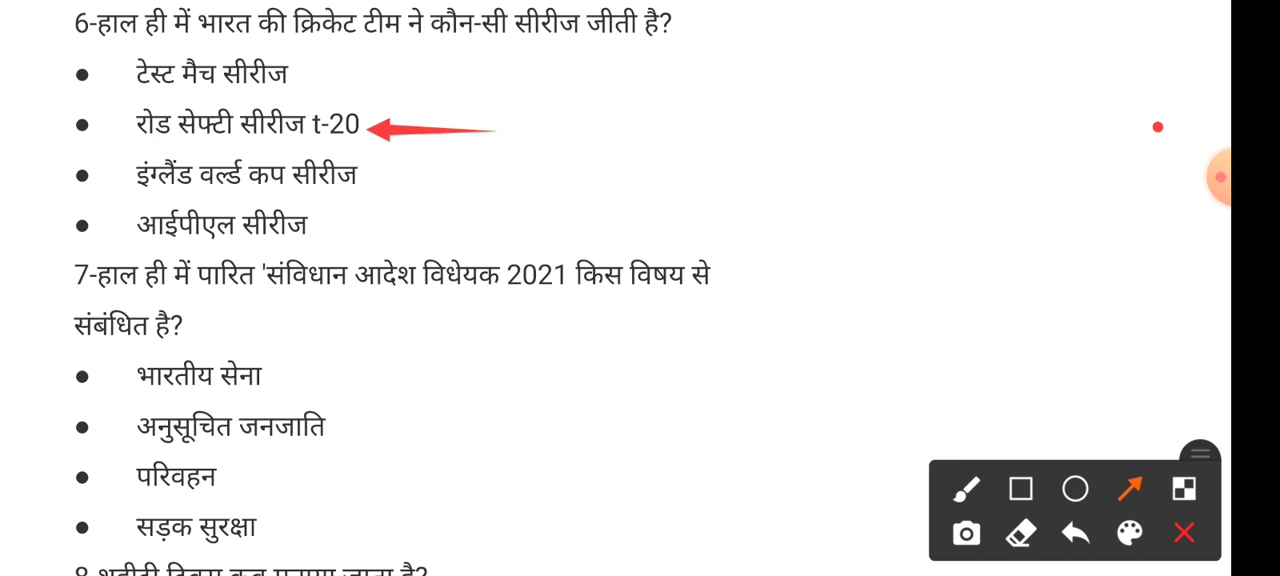 6-हाल ही में भारत की क्रिकेट टीम ने कौन-सी सीरीज जीती है?
● टेस्ट मैच सीरीज
● रोड सेफ्टी सीरीज t-20
● इंग्लैंड वर्ल्ड कप सीरीज
● आईपीएल सीरीज
7-हाल ही में पारित 'संविधान आदेश विधेयक 2021 किस विषय से
संबंधित है?
● भारतीय सेना
● अनुसूचित जनजाति
● परिवहन
● सड़क सुरक्षा